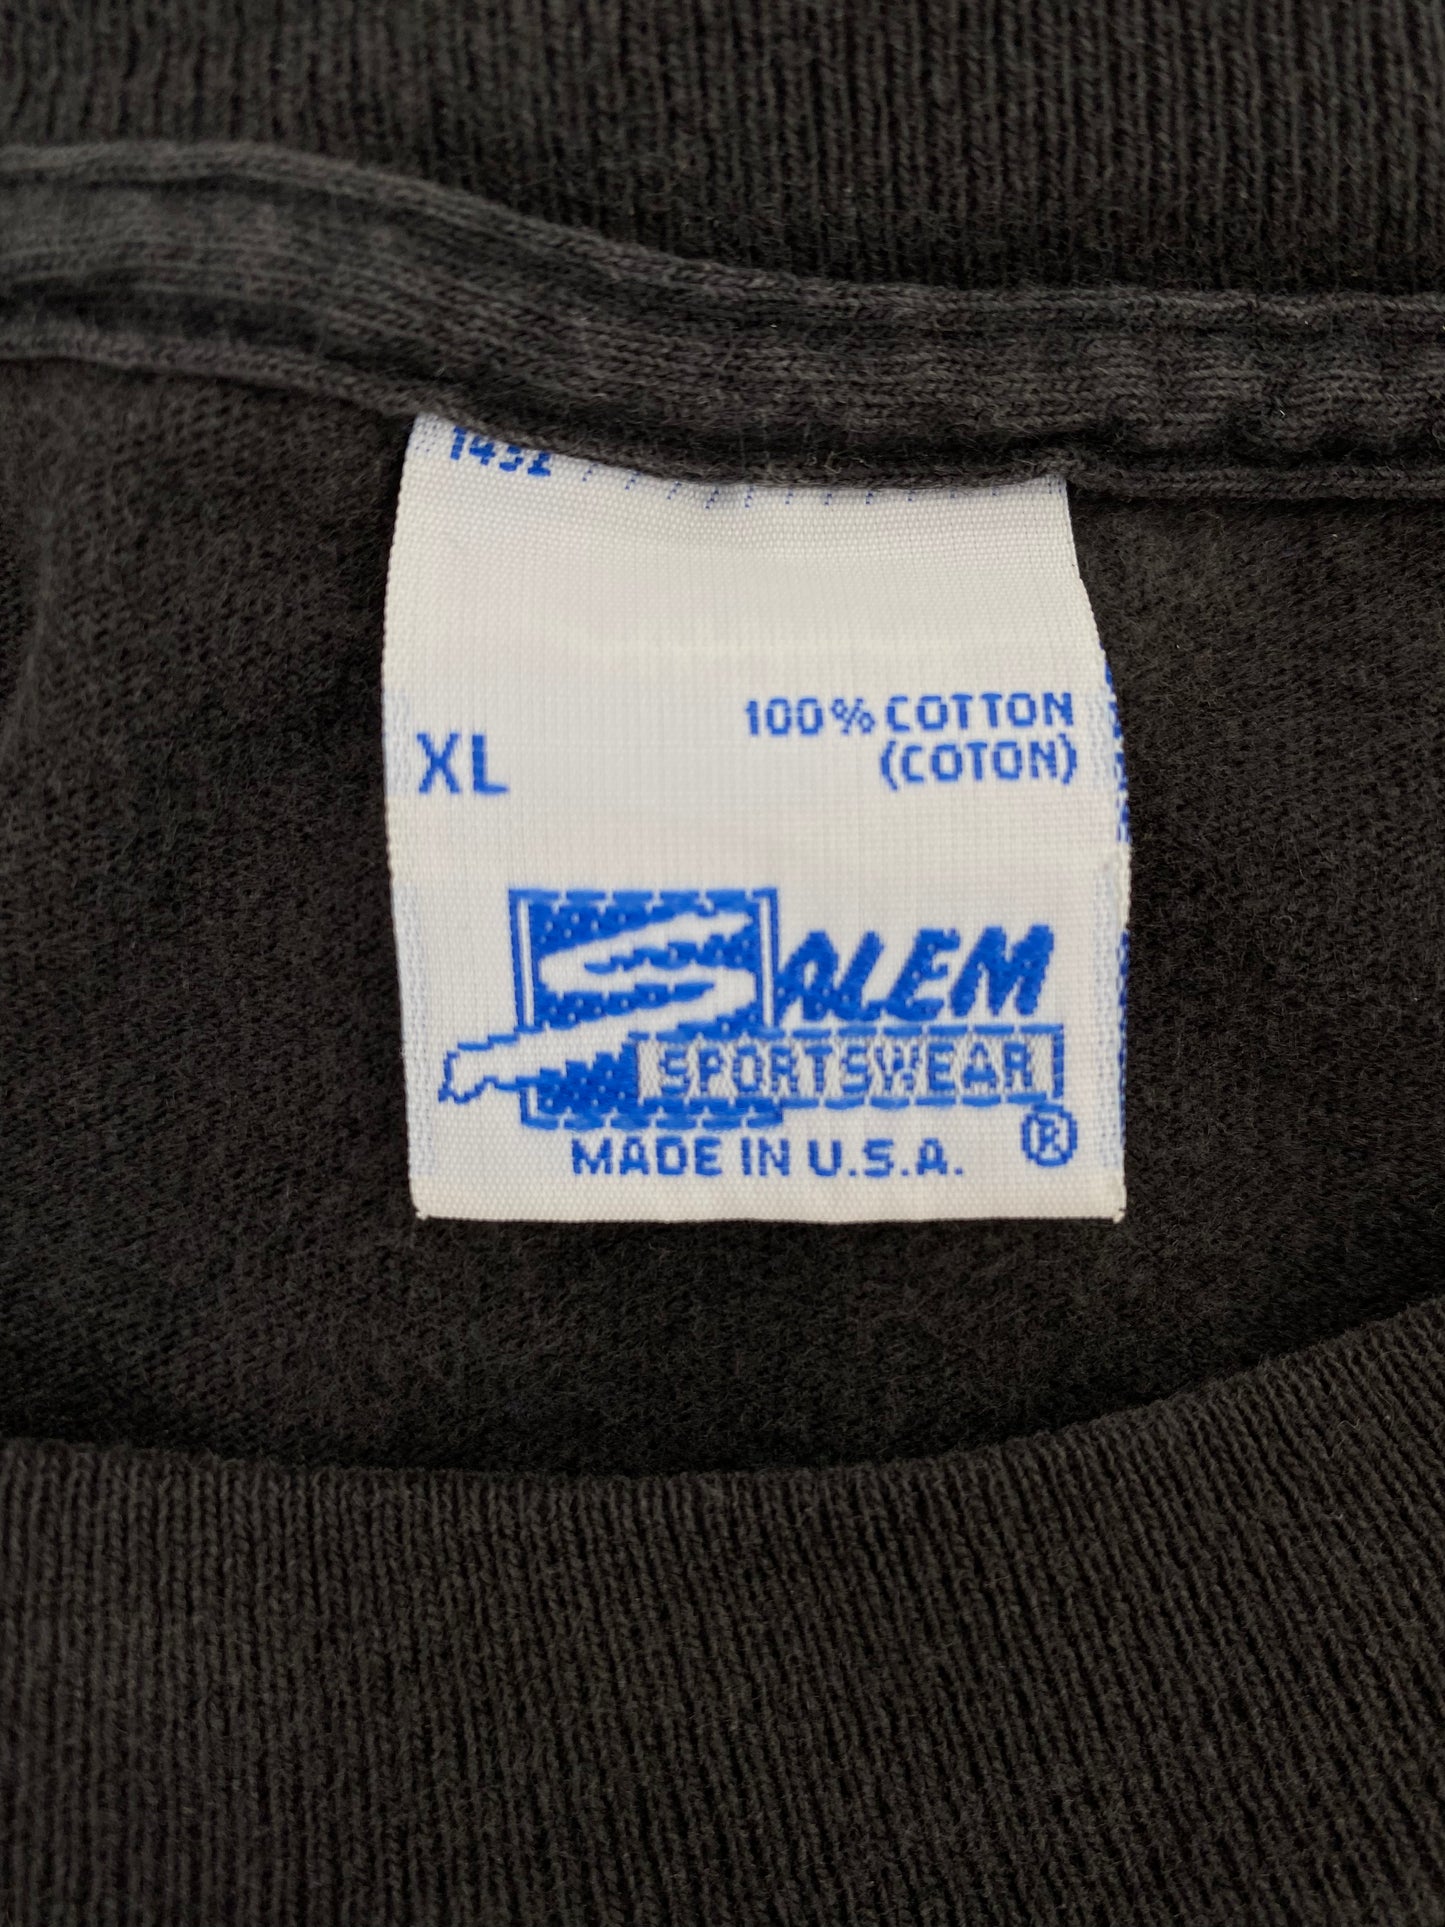 XL
100% COTTON
(COTON)
SALEM
SPORTSWEAR
®
MADE IN U.S.A.